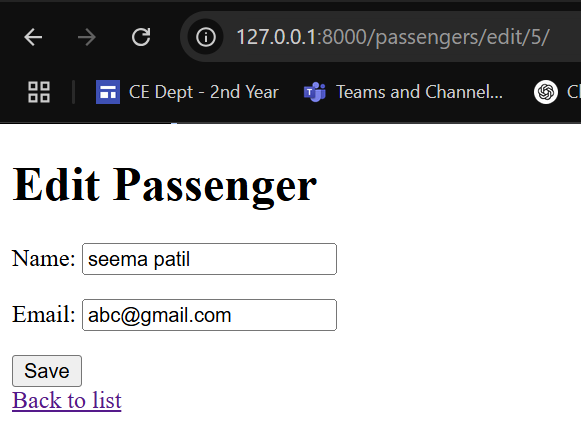 127.0.0.1:8000/passengers/edit/5/
CE Dept - 2nd Year Teams and Channel...
Edit Passenger
Name: seema patil
Email: abc@gmail.com
Save
Back to list